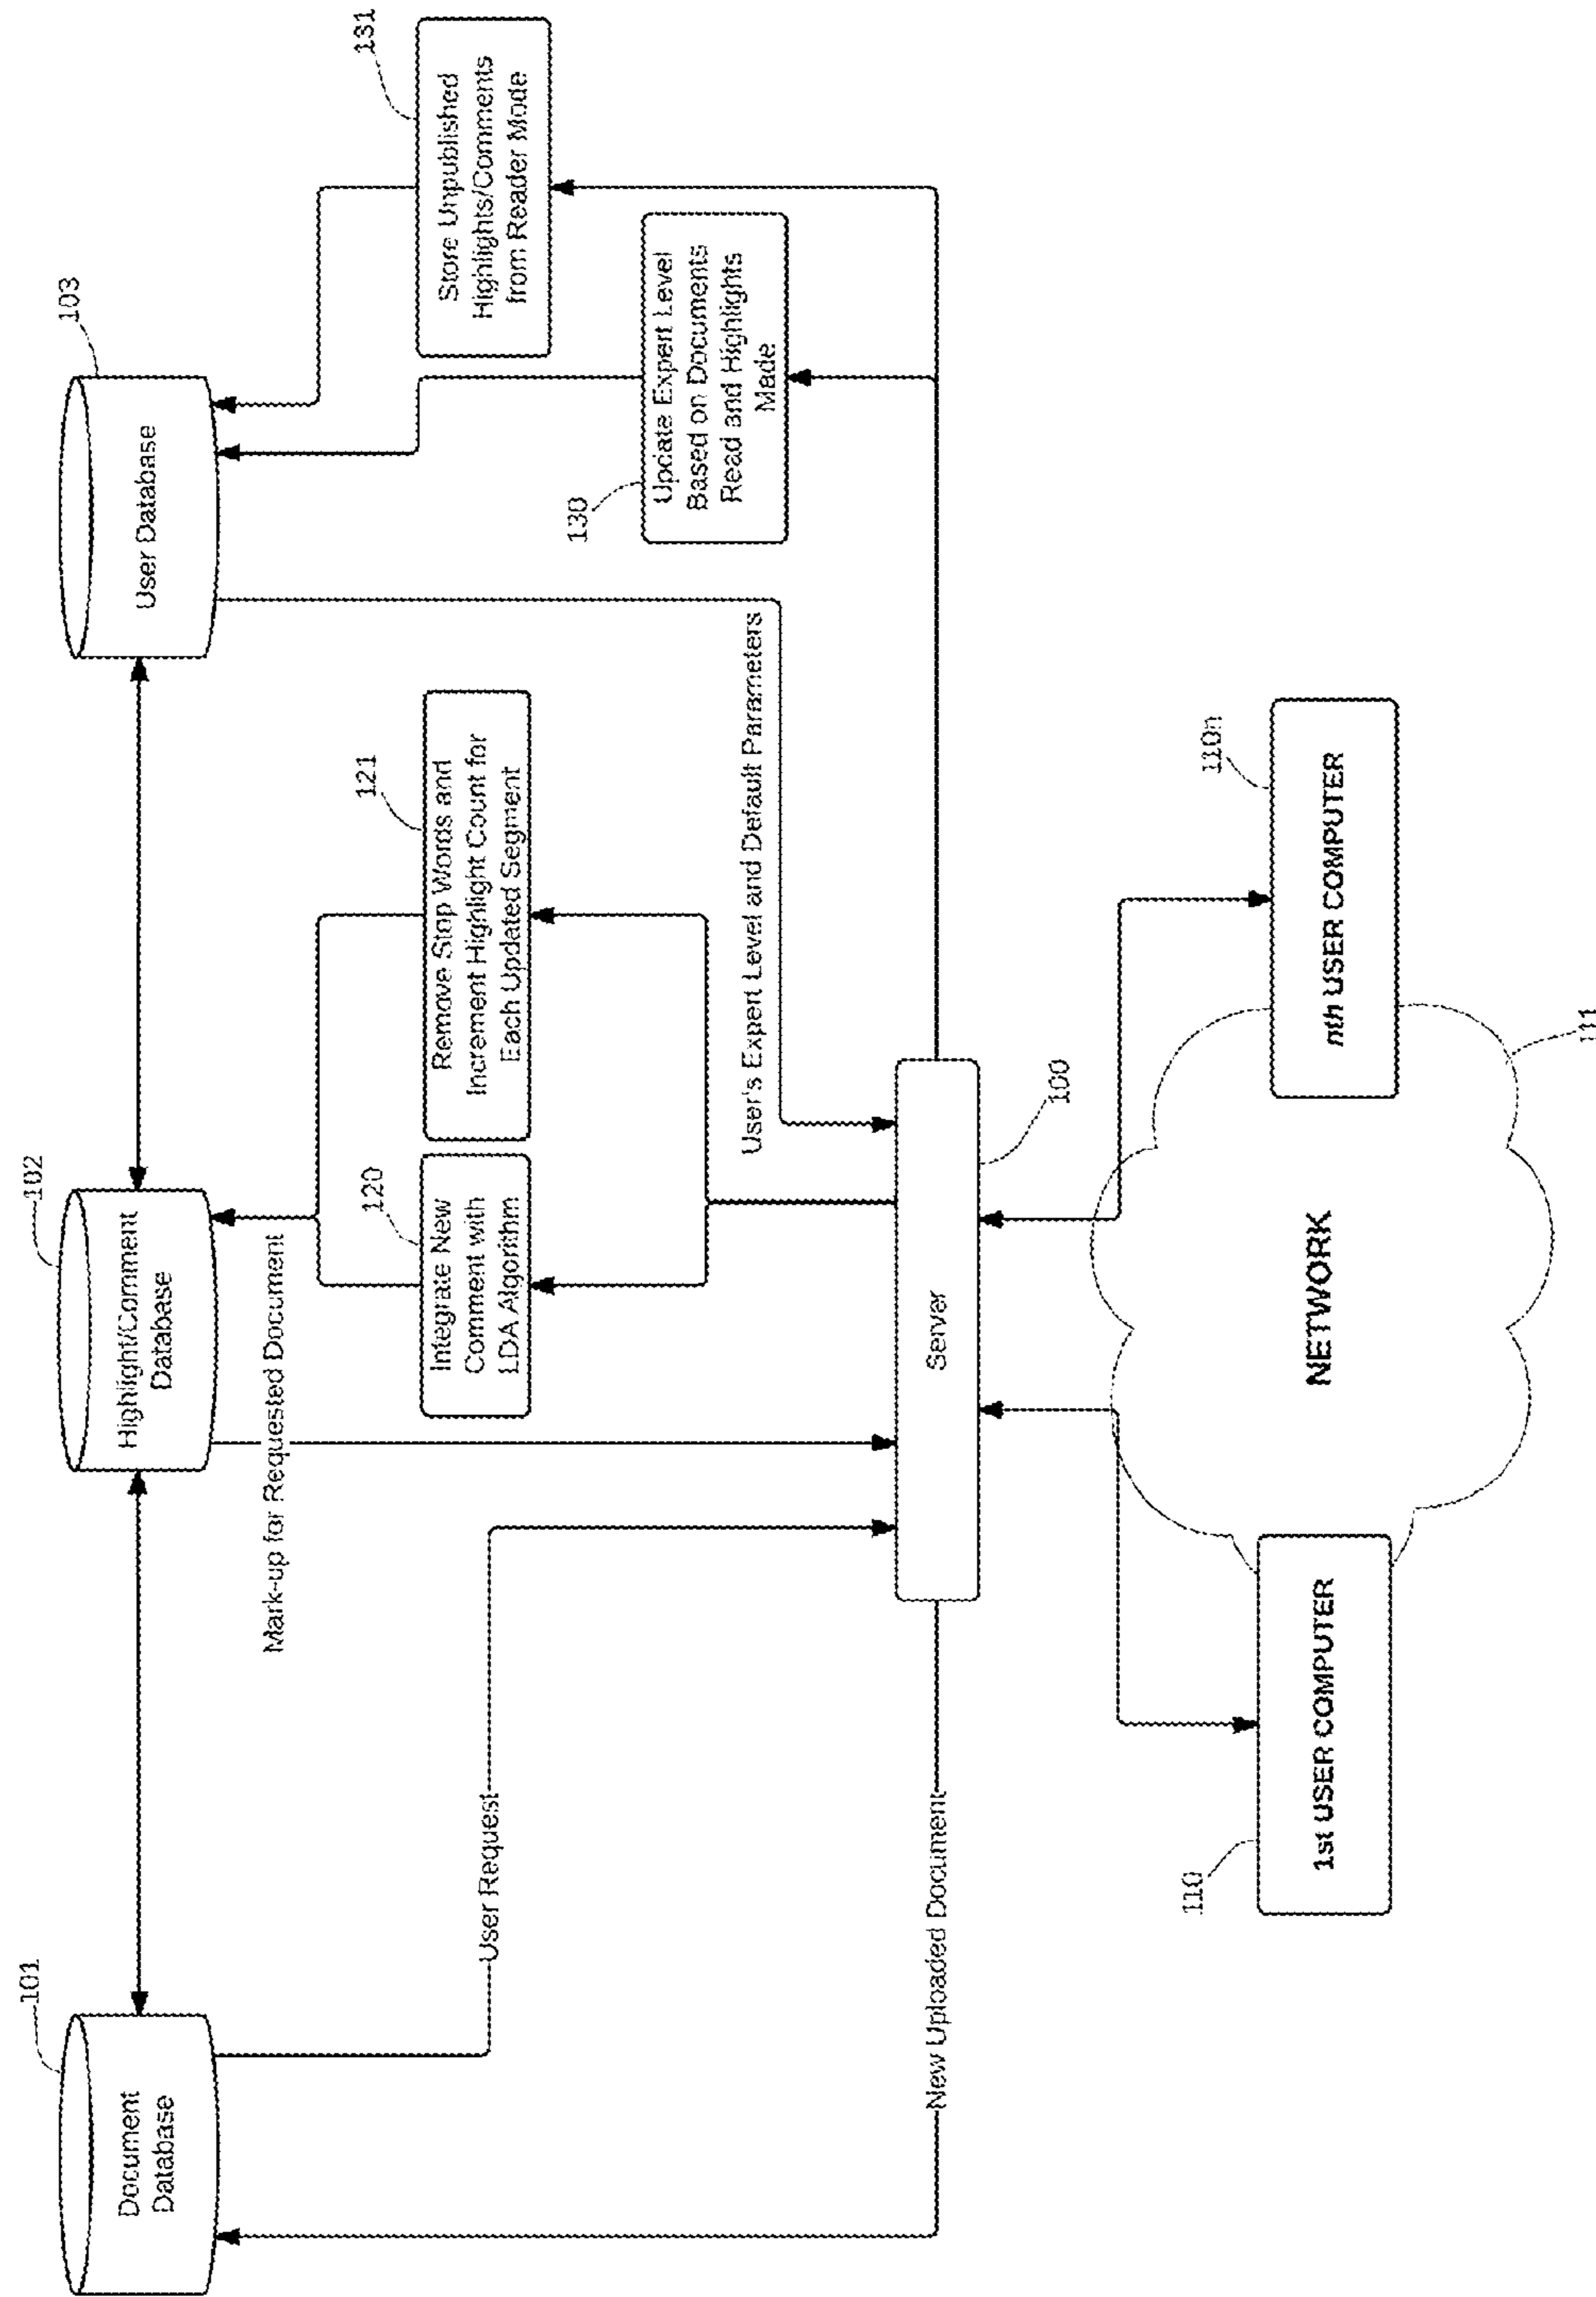 101
Document
Database
102
Highlight/Comment
Database
103
User Database
Mark-up for Requested Document
120
Integrate New
Comment with
LDA Algorithm
121
Remove Stop Words and
Increment Highlight Count for
Each Updated Segment
131
Store Unpublished
Highlights/Comments
from Reader Mode
130
Update Expert Level
Based on Documents
Read and Highlights
Made
User Request
User's Expert Level and Default Parameters
New Uploaded Document
Server
100
110
1st USER COMPUTER
NETWORK
110n
nth USER COMPUTER
111